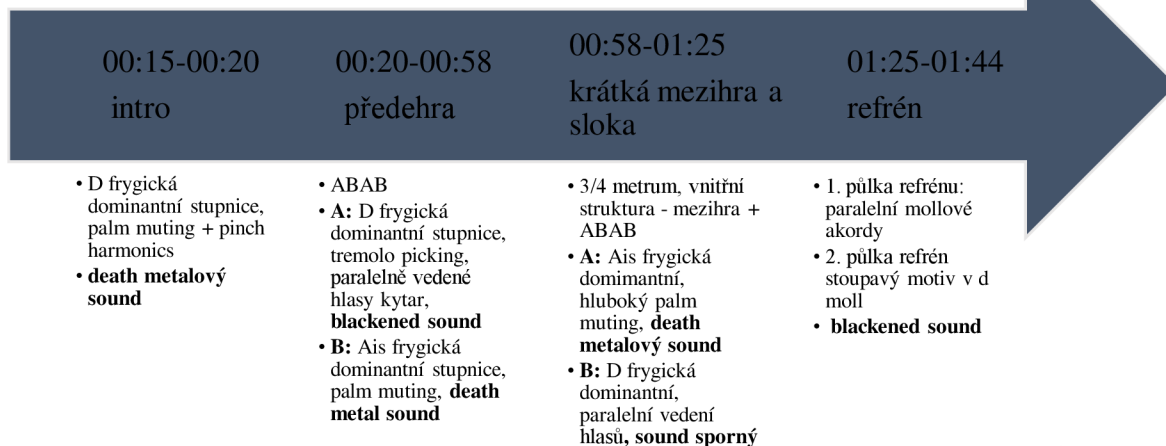 00:15-00:20
intro
• D frygická
dominantní stupnice,
palm muting + pinch
harmonics
• death metalový
sound
00:20-00:58
předehra
• ABAB
• A: D frygická
dominantní stupnice,
tremolo picking,
paralelně vedené
hlasy kytar,
blackened sound
• B: Ais frygická
dominantní stupnice,
palm muting, death
metal sound
00:58-01:25
krátká mezihra a
sloka
• 3/4 metrum, vnitřní
struktura - mezihra +
ABAB
• A: Ais frygická
domimantní,
hluboký palm
muting, death
metalový sound
• B: D frygická
dominantní,
paralelní vedení
hlasů, sound sporný
01:25-01:44
refrén
• 1. půlka refrénu:
paralelní mollové
akordy
• 2. půlka refrén
stoupavý motiv v d
moll
• blackened sound